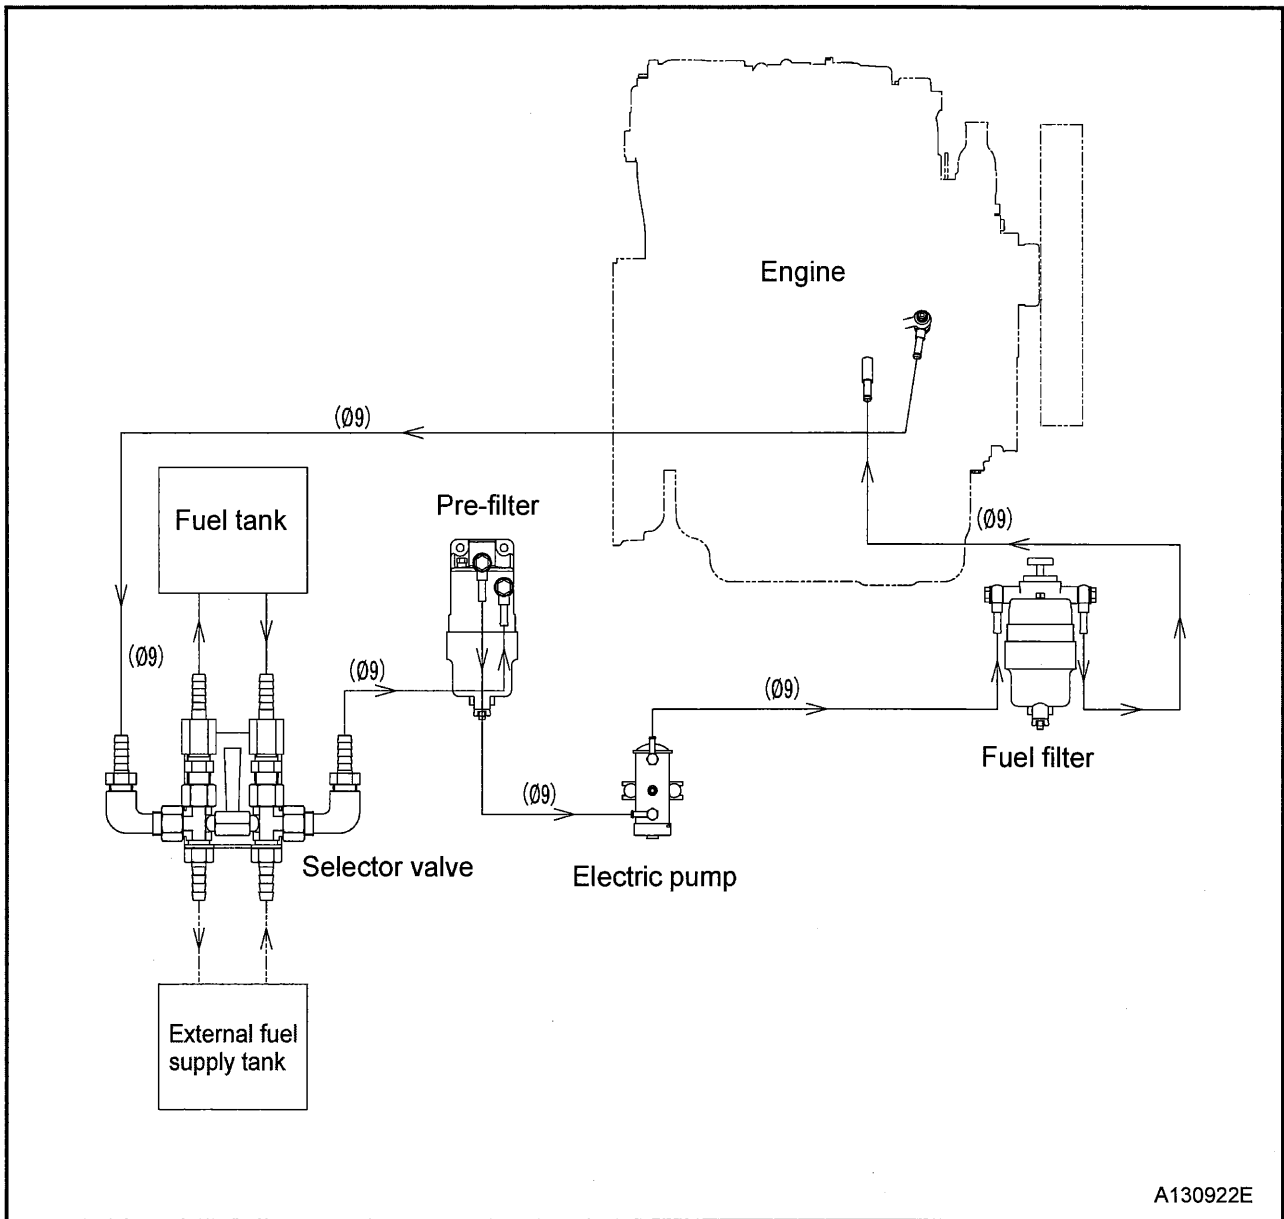 Engine
(Ø9)
Fuel tank
Pre-filter
(Ø9)
(Ø9)
(Ø9)
(Ø9)
Fuel filter
(Ø9)
Selector valve
Electric pump
External fuel
supply tank
A130922E